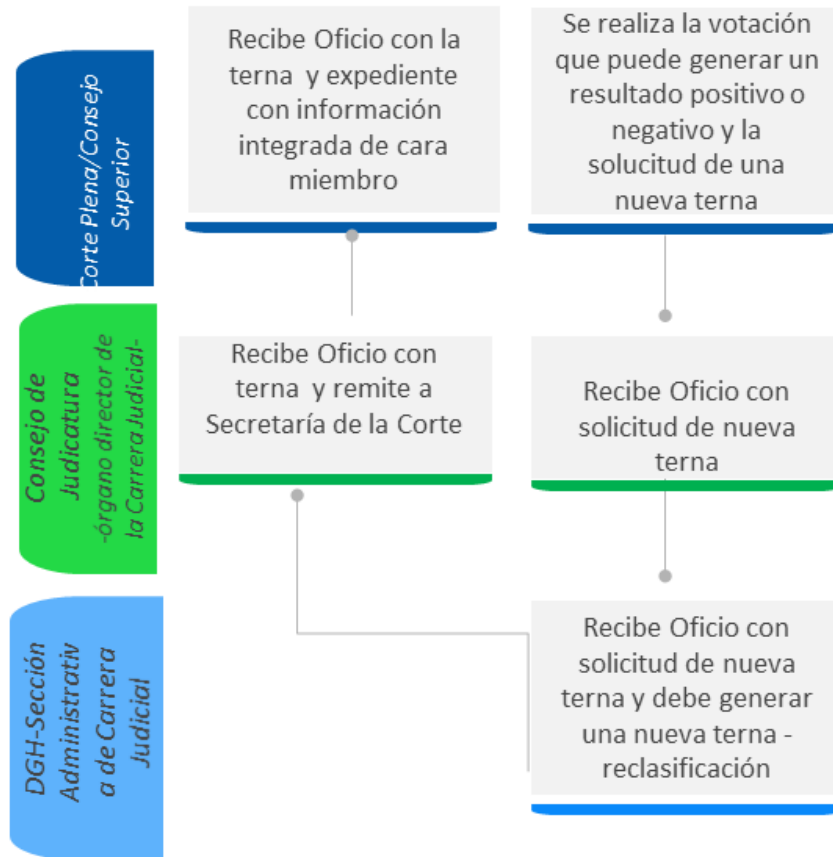 Corte Plena/Consejo
Superior
Recibe Oficio con la
terna y expediente
con información
integrada de cara
miembro
Se realiza la votación
que puede generar un
resultado positivo o
negativo y la
solucitud de una
nueva terna
Consejo de
Judicatura
-órgano director de
la Carrera Judicial-
Recibe Oficio con
terna y remite a
Secretaría de la Corte
Recibe Oficio con
solicitud de nueva
terna
DGH-Sección
Administrativ
a de Carrera
Judicial
Recibe Oficio con
solicitud de nueva
terna y debe generar
una nueva terna -
reclasificación